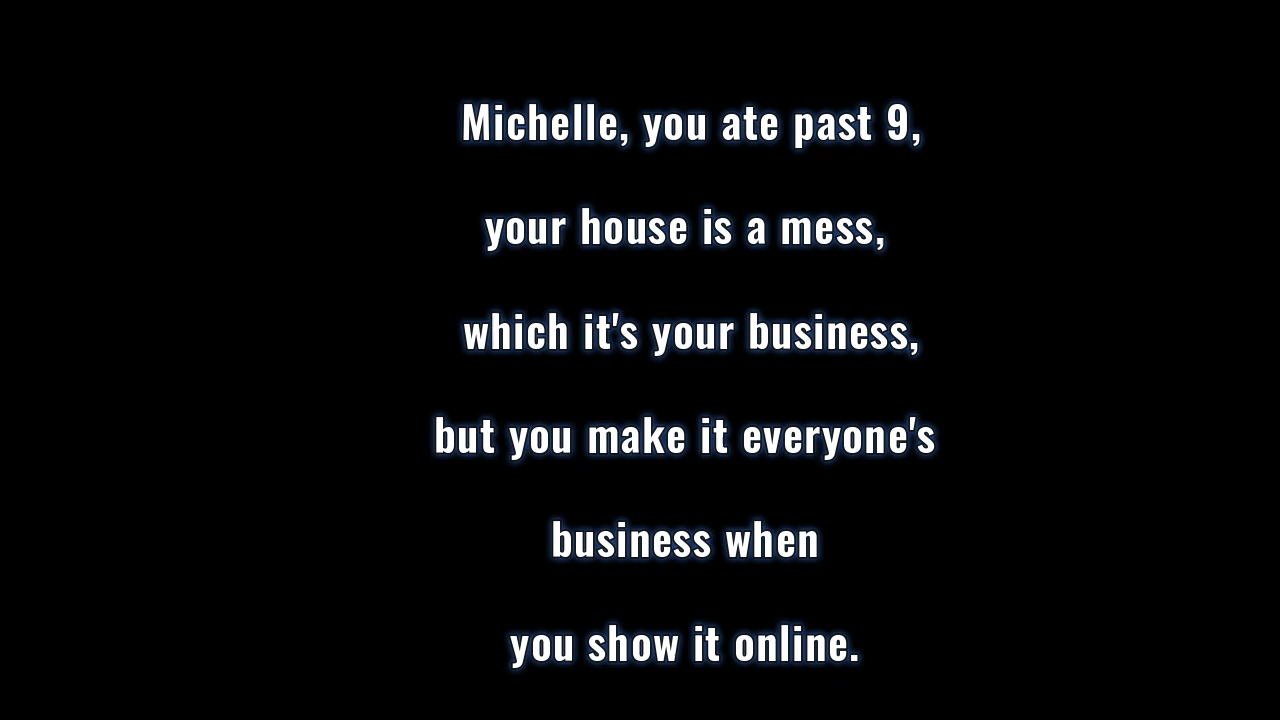 Michelle, you ate past 9,
your house is a mess,
which it's your business,
but you make it everyone's
business when
you show it online.